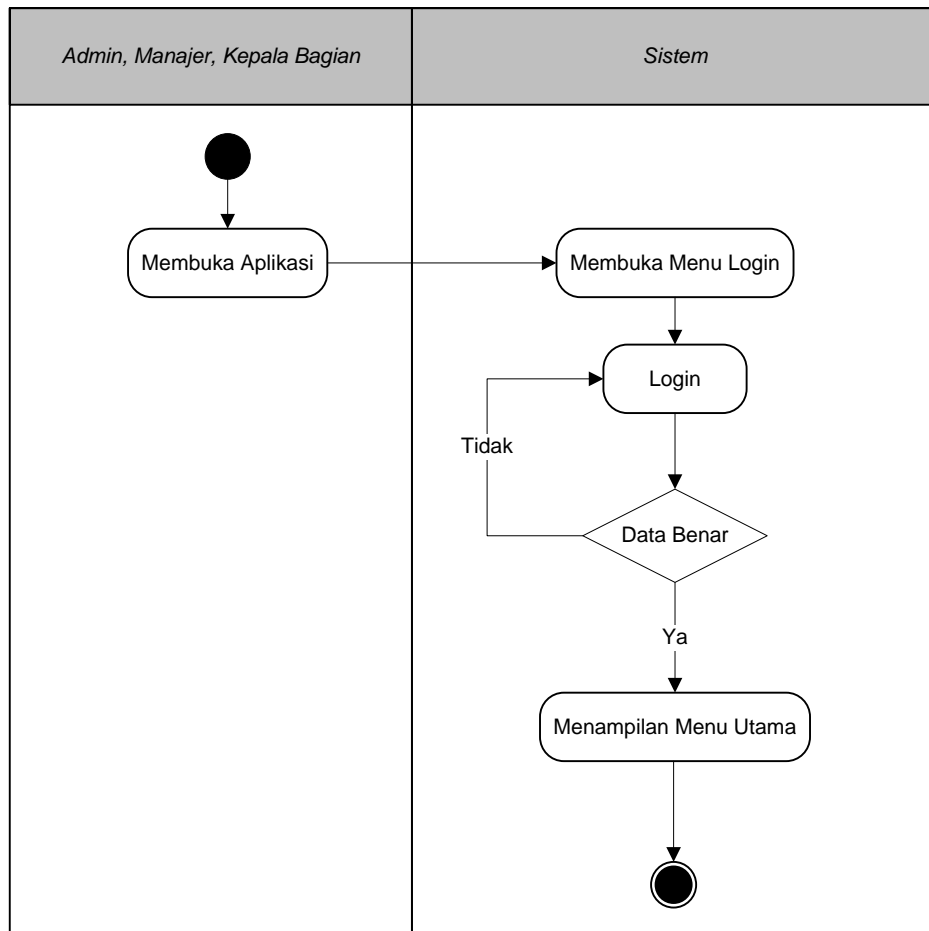 Admin, Manajer, Kepala Bagian
Sistem
Membuka Aplikasi
Membuka Menu Login
Login
Tidak
Data Benar
Ya
Menampilan Menu Utama